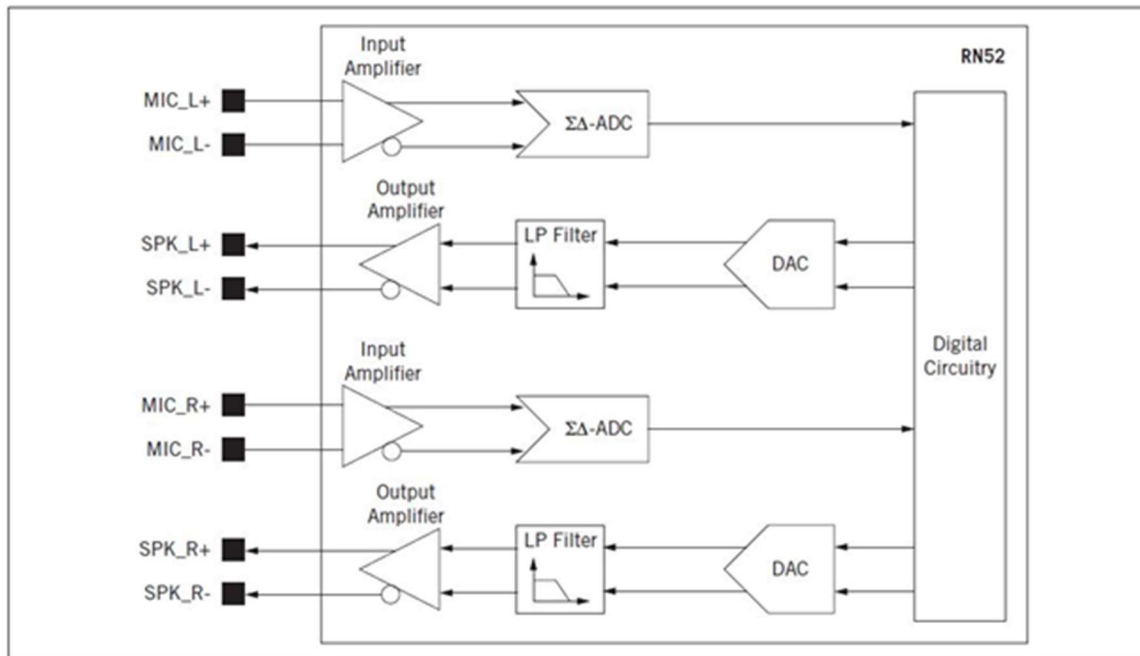 RN52
Input
Amplifier
MIC_L+
MIC_L-
ΣΔ-ADC
Output
Amplifier
SPK_L+
SPK_L-
LP Filter
DAC
Digital
Circuitry
Input
Amplifier
MIC_R+
MIC_R-
ΣΔ-ADC
Output
Amplifier
SPK_R+
SPK_R-
LP Filter
DAC